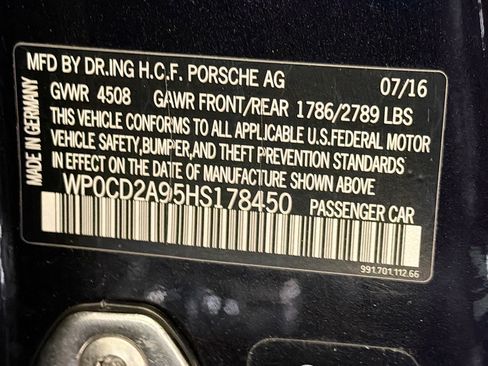 MFD BY DR.ING H.C.F. PORSCHE AG 07/16
GVWR 4508 GAWR FRONT/REAR 1786/2789 LBS
THIS VEHICLE CONFORMS TO ALL APPLICABLE U.S.FEDERAL MOTOR
VEHICLE SAFETY,BUMPER,AND THEFT PREVENTION STANDARDS
IN EFFECT ON THE DATE OF MANUFACTURE SHOWN ABOVE
WP0CD2A95HS178450 PASSENGER CAR
991.701.112.66
MADE IN GERMANY